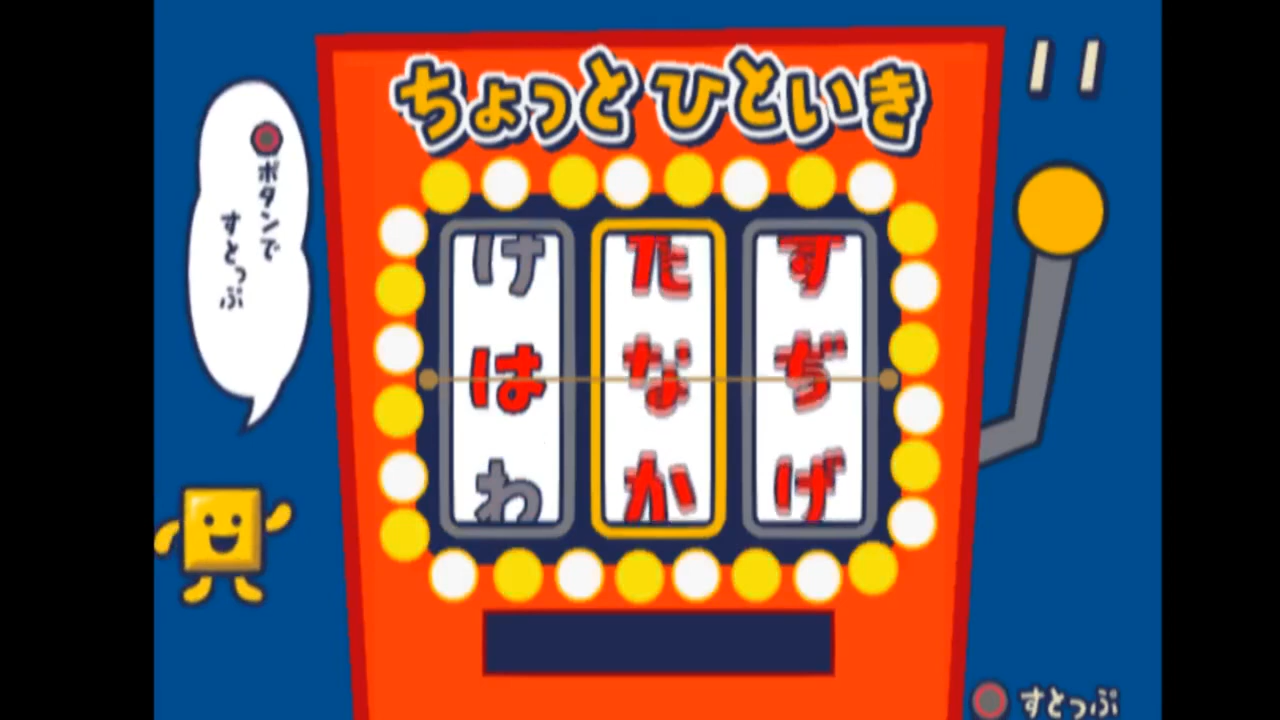 ちょっとひといき
ボタンで
すとっぷ
け た す
は な ぢ
わ か げ
すとっぷ